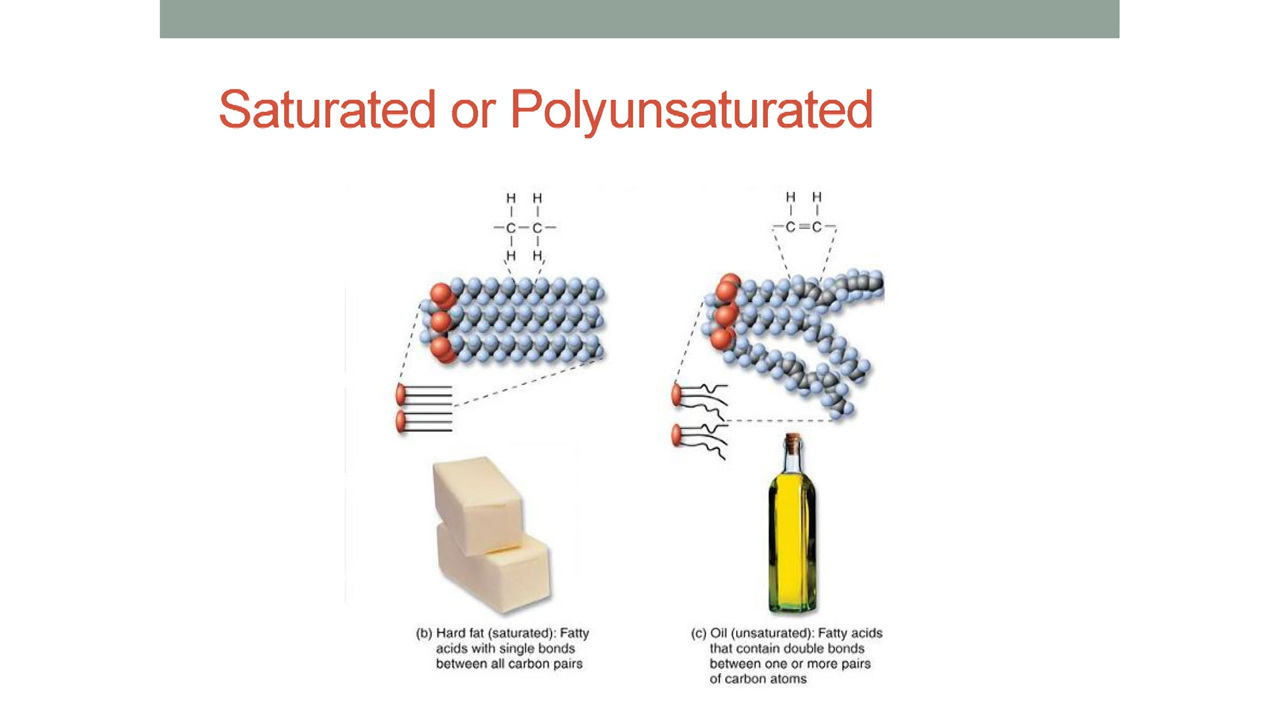 Saturated or Polyunsaturated
H H
—C—C—
H H
H H
—C=C—
(b) Hard fat (saturated): Fatty
acids with single bonds
between all carbon pairs
(c) Oil (unsaturated): Fatty acids
that contain double bonds
between one or more pairs
of carbon atoms